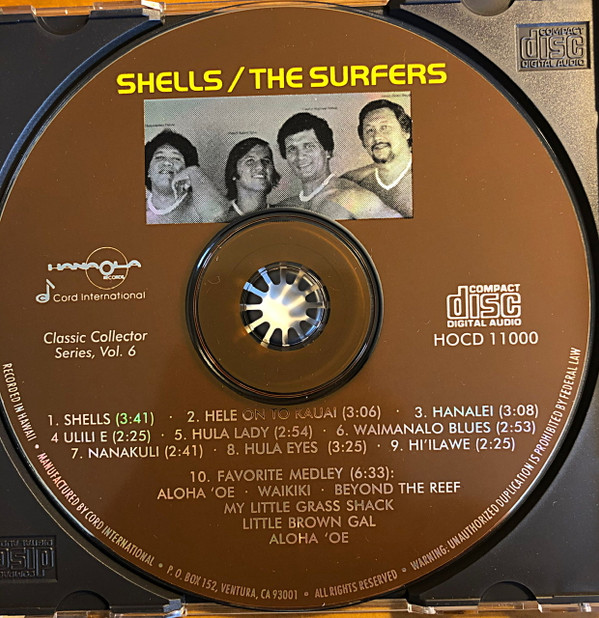 SHELLS / THE SURFERS
COMPACT
disc
DIGITAL AUDIO
HANAOLA
RECORDS
Cord International
Classic Collector
Series, Vol. 6
COMPACT
disc
DIGITAL AUDIO
HOCD 11000
1. SHELLS (3:41) · 2. HELE ON TO KAUAI (3:06) · 3. HANALEI (3:08)
4 ULILI E (2:25) · 5. HULA LADY (2:54) · 6. WAIMANALO BLUES (2:53)
7. NANAKULI (2:41) · 8. HULA EYES (3:25) · 9. HI'ILAWE (2:25)
10. FAVORITE MEDLEY (6:33):
ALOHA 'OE · WAIKIKI · BEYOND THE REEF
MY LITTLE GRASS SHACK
LITTLE BROWN GAL
ALOHA 'OE
RECORDED IN HAWAII • MANUFACTURED BY CORD INTERNATIONAL • P. O. BOX 152, VENTURA, CA 93001 • ALL RIGHTS RESERVED • WARNING: UNAUTHORIZED DUPLICATION IS PROHIBITED BY FEDERAL LAW
disc